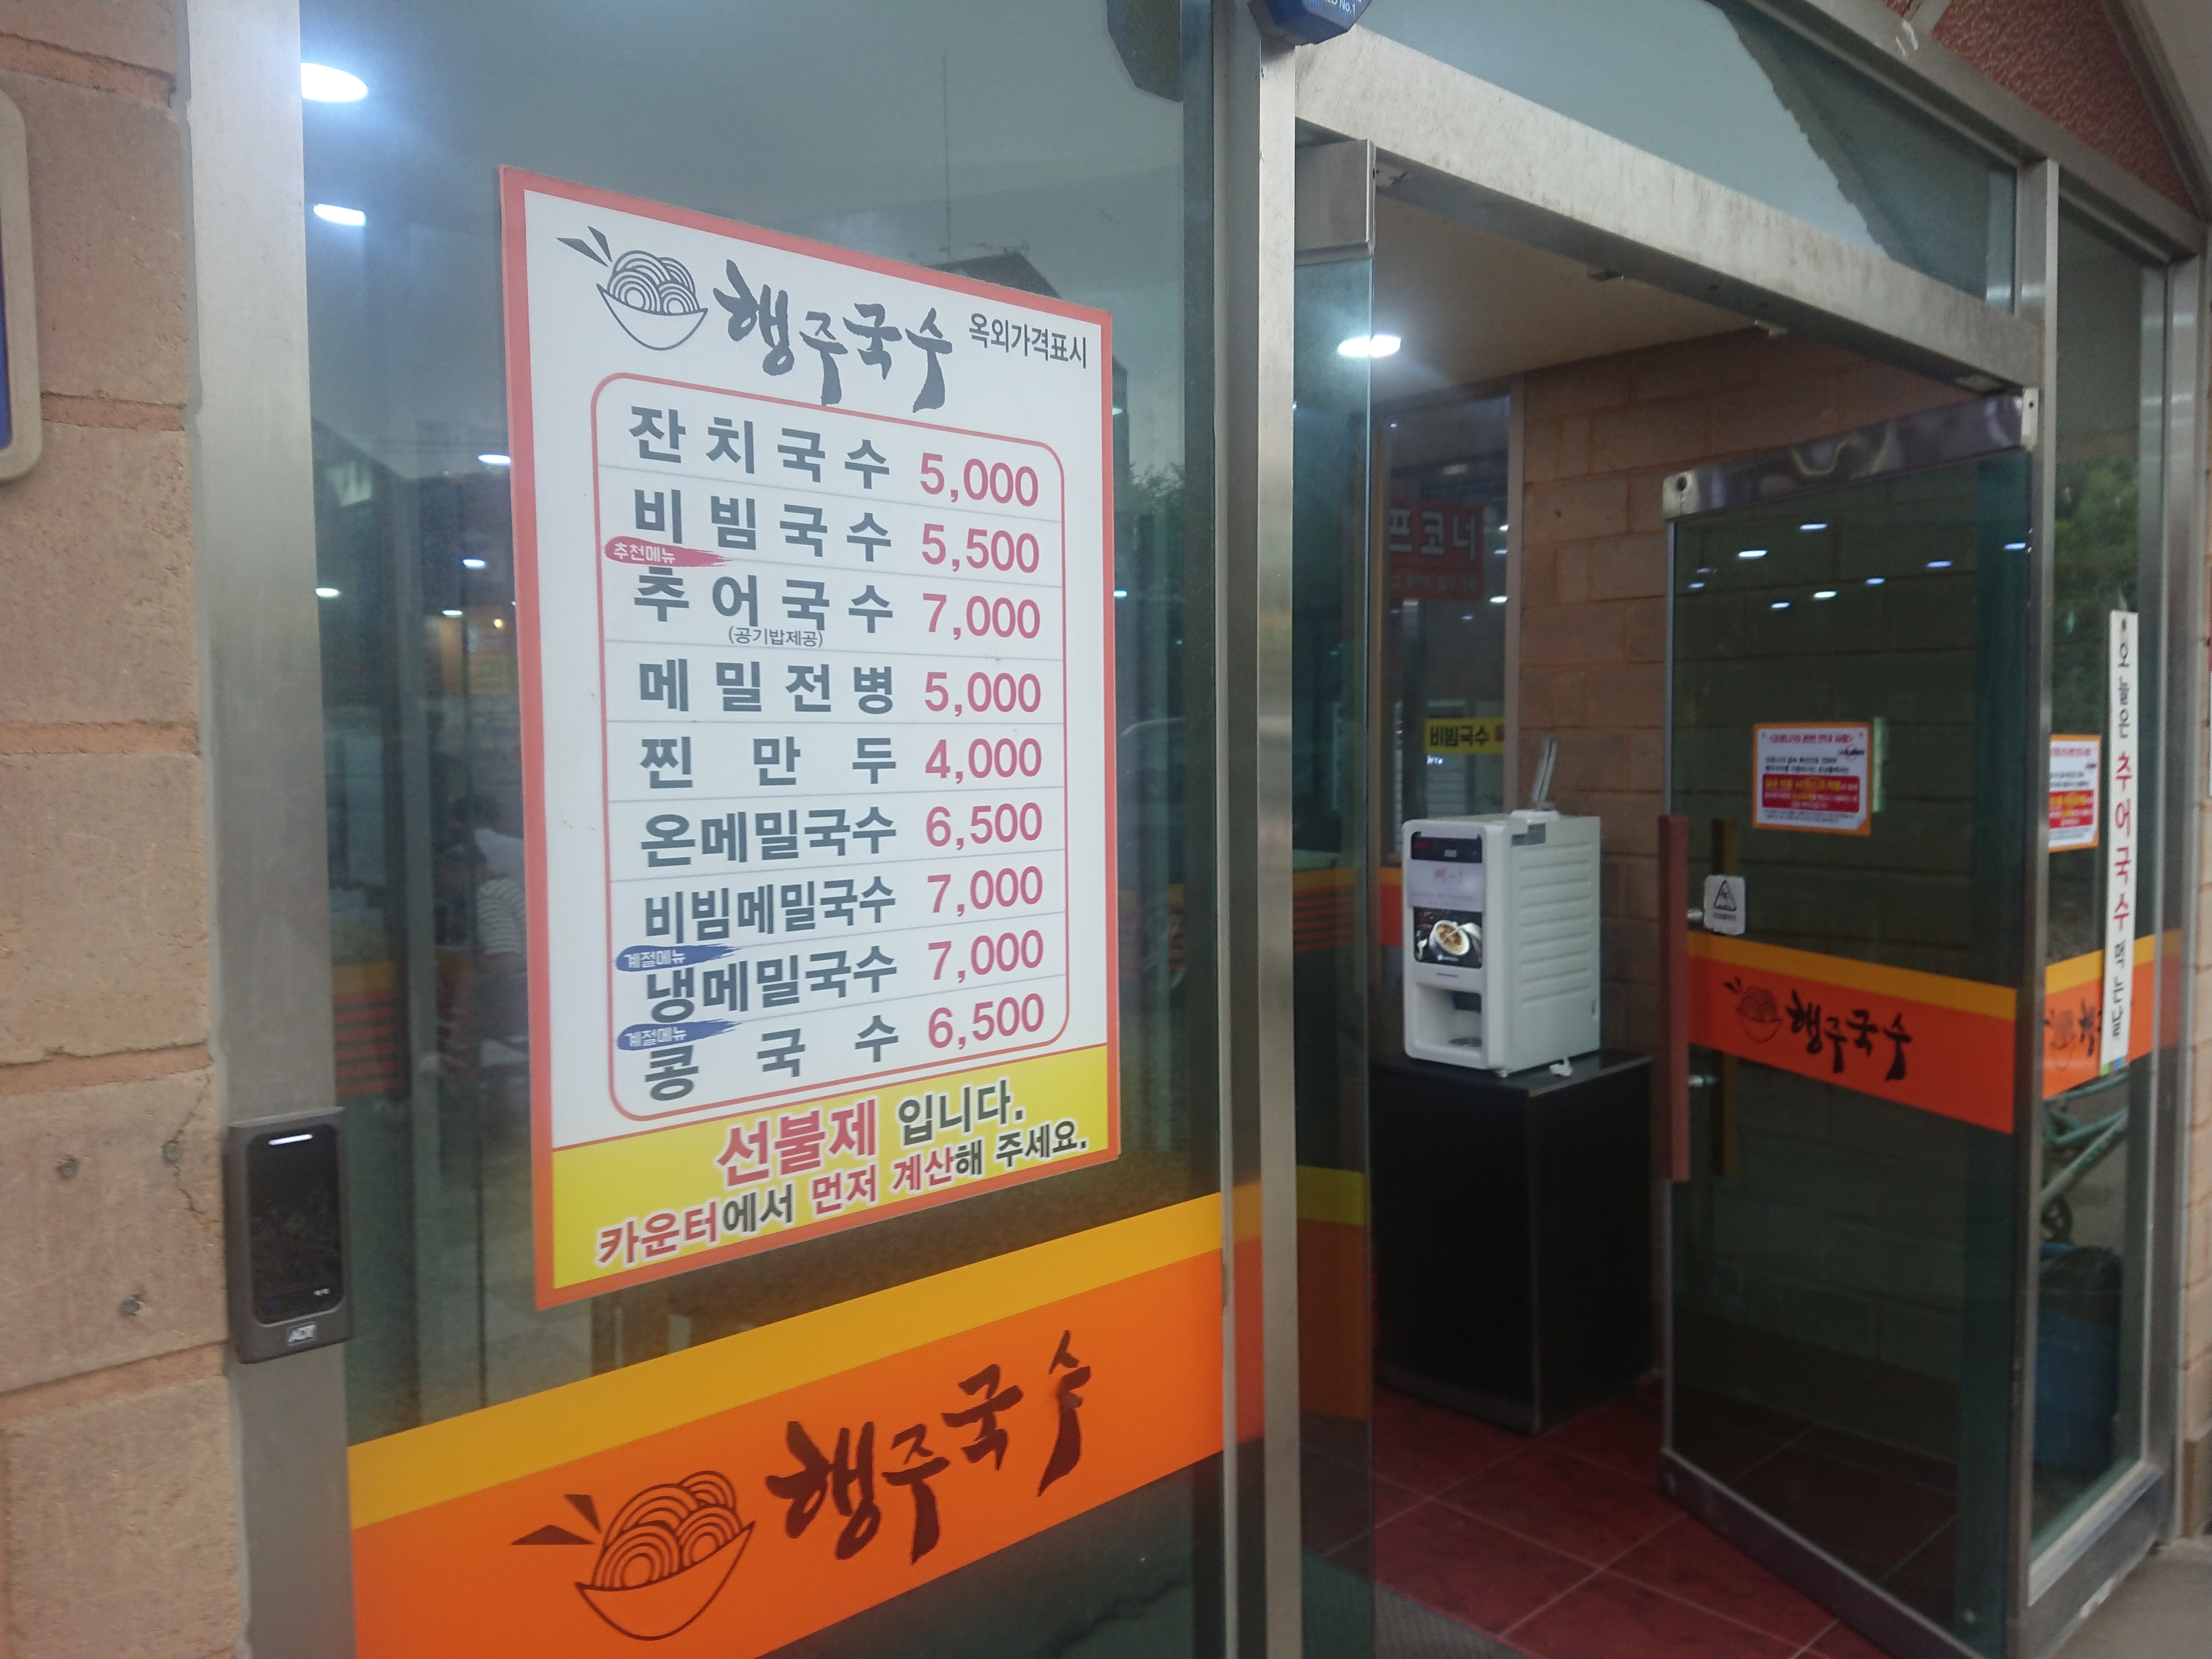 행주국수 옥외가격표시
잔치국수 5,000
비빔국수 5,500
추천메뉴
추어국수 7,000
(공기밥제공)
메밀전병 5,000
찐만두 4,000
온메밀국수 6,500
비빔메밀국수 7,000
계절메뉴
냉메밀국수 7,000
계절메뉴
콩국수 6,500
선불제 입니다.
카운터에서 먼저 계산해 주세요.
행주국수
ADT
프코너
비빔국수
행주국수
오늘은 추어국수 먹는날
행